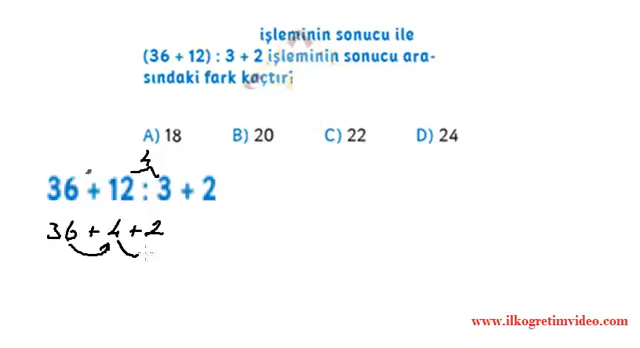 işleminin sonucu ile
(36 + 12) : 3 + 2 işleminin sonucu ara-
sındaki fark kaçtır?
A) 18 B) 20 C) 22 D) 24
4
36 + 12 : 3 + 2
36 + 4 + 2
www.ilkogretimvideo.com